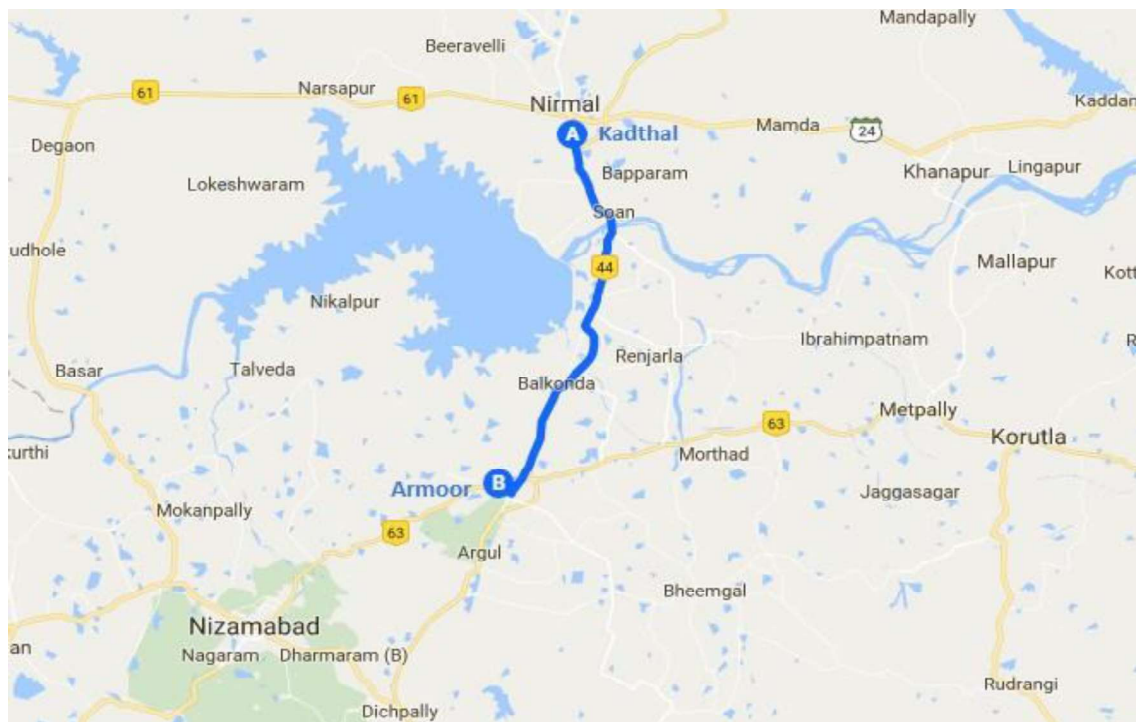 Mandapally
Beeravelli
61
Narsapur
61
Nirmal
Kaddan
A
Kadthal
Mamda
24
Degaon
Bapparam
Khanapur
Lingapur
Lokeshwaram
Soan
udhole
44
Mallapur
Kott
Nikalpur
Ibrahimpatnam
R
Renjarla
Basar
Talveda
Balkonda
Metpally
63
Korutla
kurthi
Morthad
B
Armoor
Jaggasagar
Mokanpally
63
Argul
Bheemgal
Nizamabad
an
Nagaram
Dharmaram (B)
Rudrangi
Dichpally